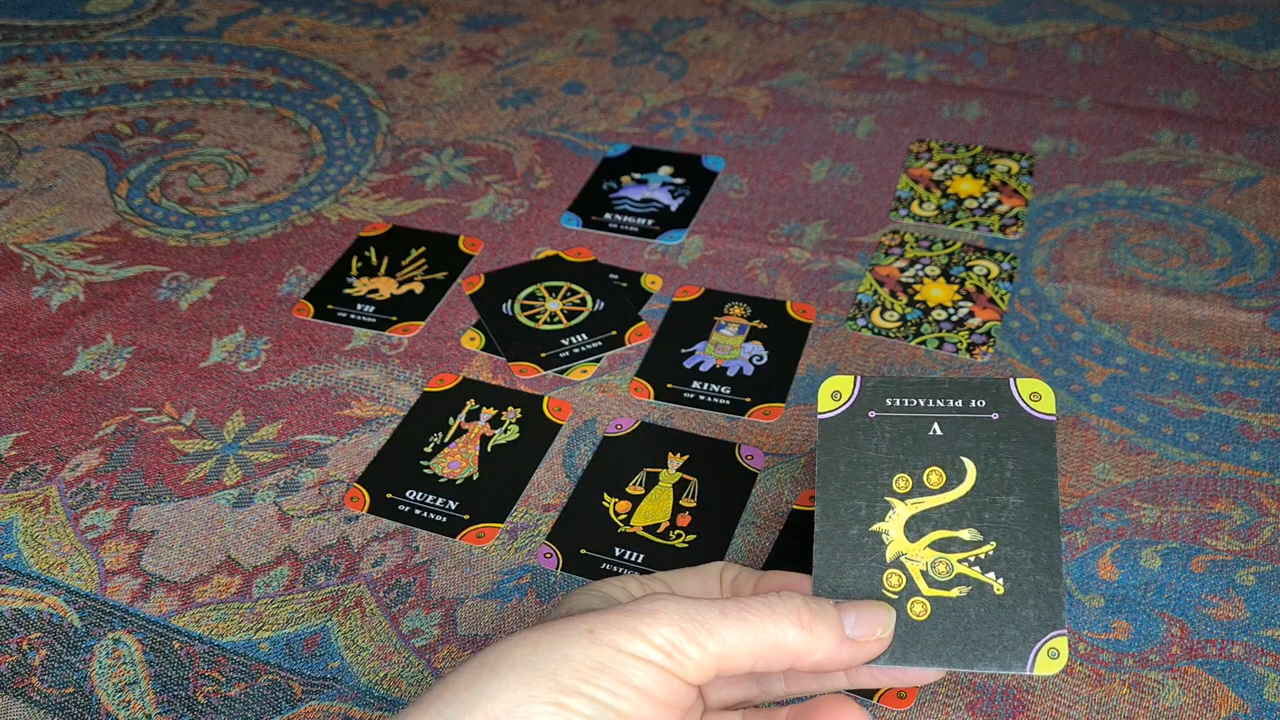 KNIGHT
OF CUPS
VII
OF WANDS
VIII
OF WANDS
KING
OF WANDS
QUEEN
OF WANDS
VIII
JUSTICE
OF PENTACLES
V